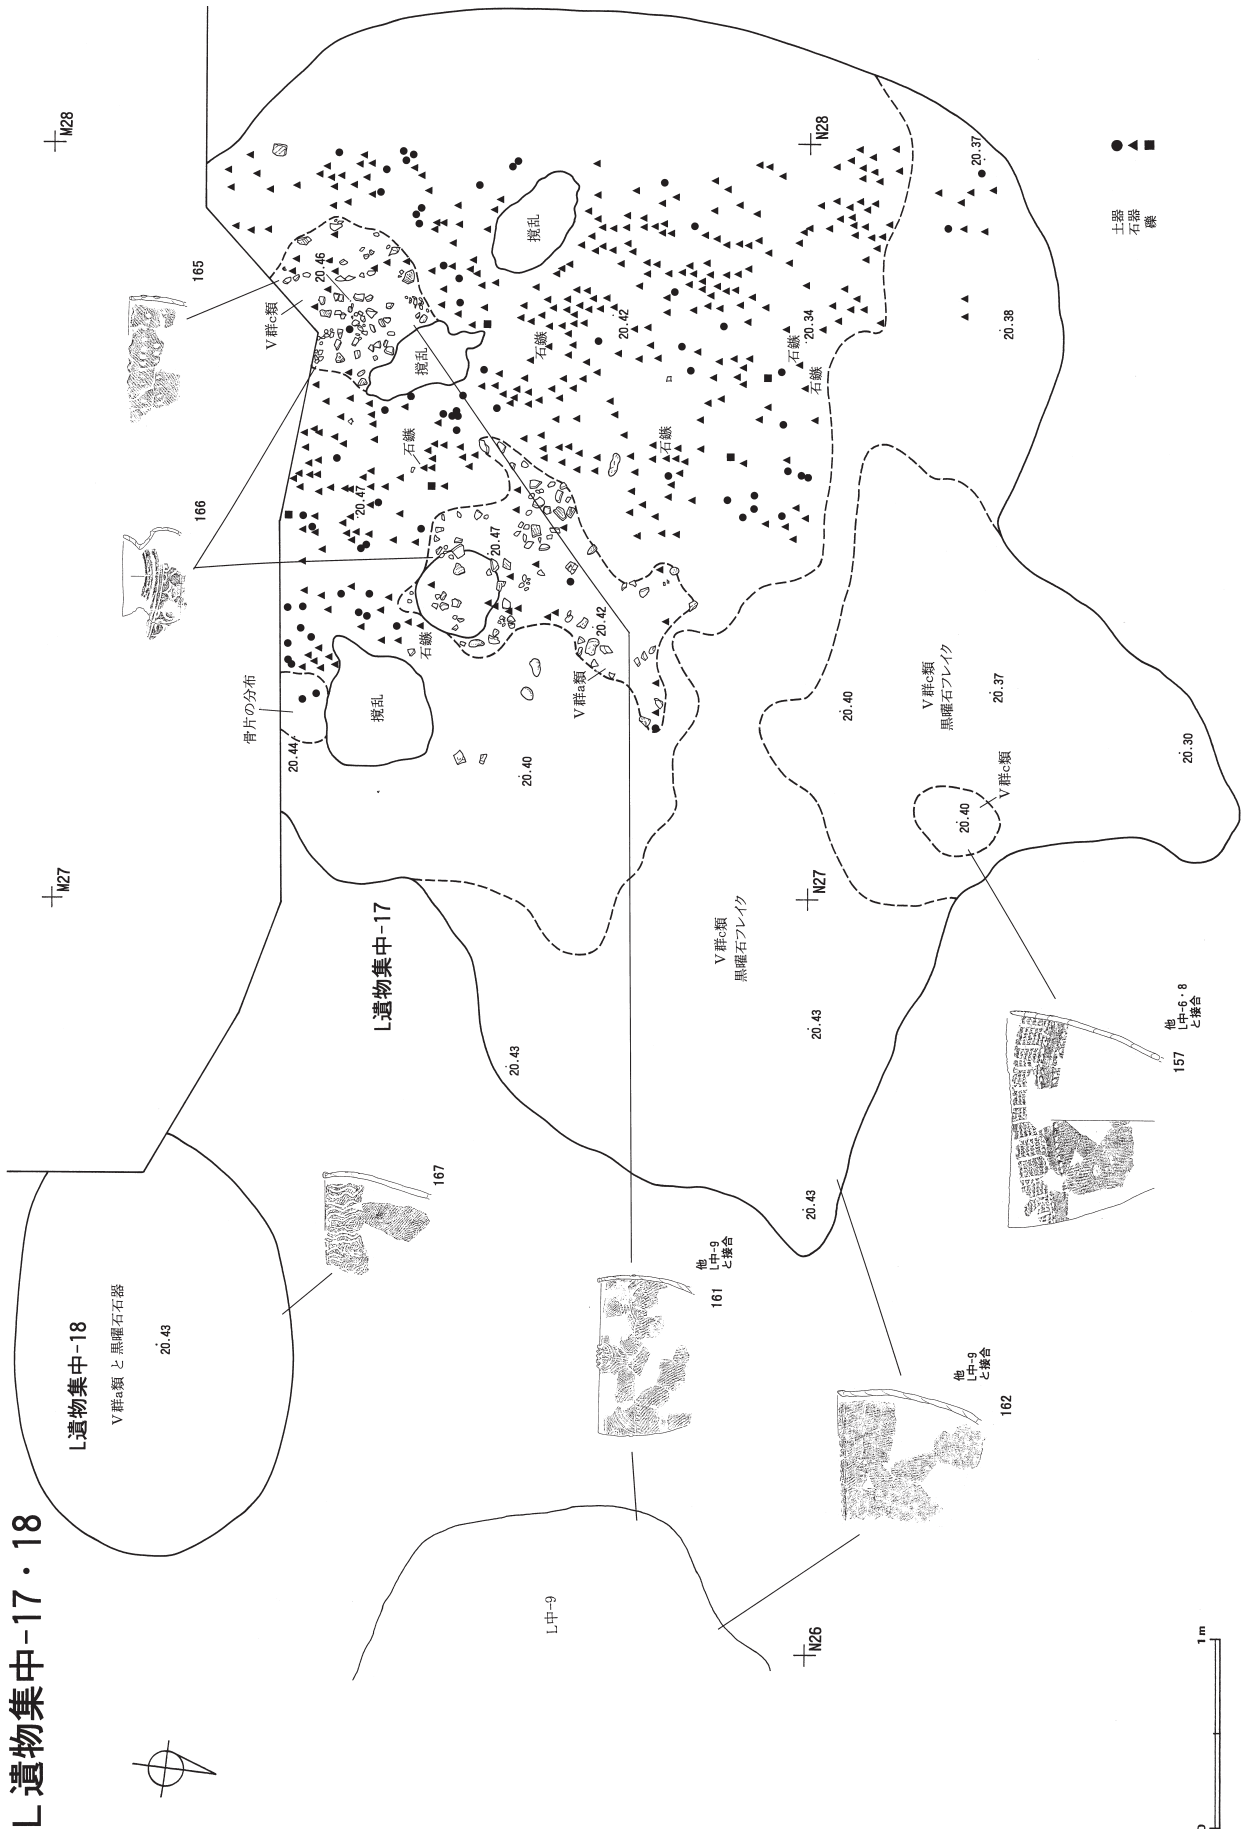 L遺物集中-17・18
L遺物集中-18
V群a類 と 黒曜石石器
20.43
167
M27
M28
165
V群c類
20.46
166
骨片の分布
20.44
撹乱
20.47
石鏃
撹乱
石鏃
20.47
撹乱
石鏃
20.42
20.42
V群a類
20.40
石鏃
石鏃
20.34
石鏃
N28
20.37
20.38
土器 ●
石器 ▲
礫 ■
L遺物集中-17
20.43
V群c類
黒曜石フレイク
20.43
20.43
N27
20.40
V群c類
黒曜石フレイク
20.37
V群c類
20.40
20.30
L中-9
161
他
L中-9
と接合
162
他
L中-9
と接合
157
他
L中-6・8
と接合
N26
0
1m